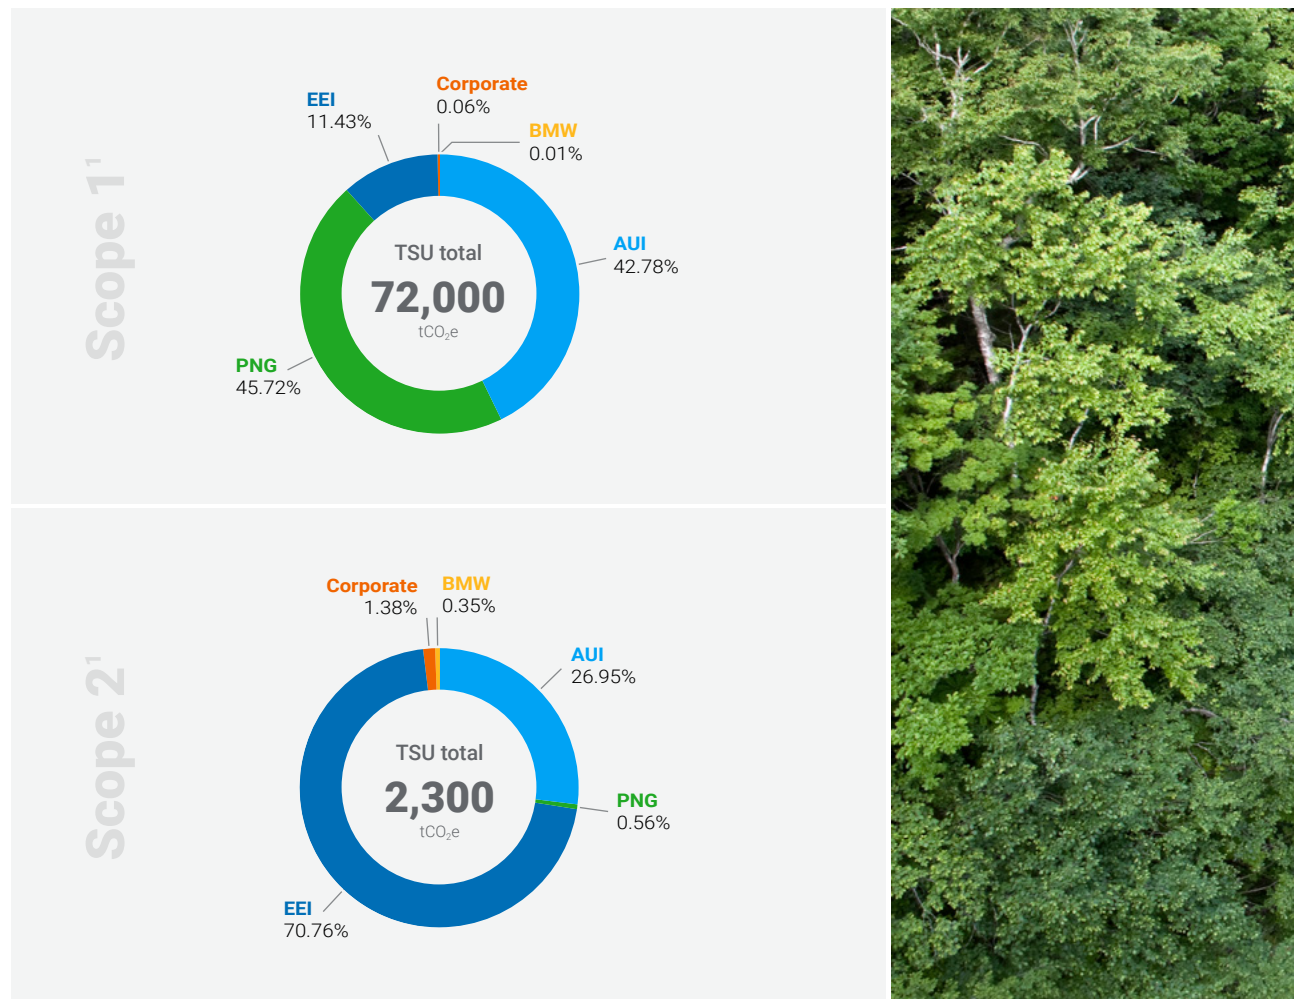 Scope 1¹
Corporate
0.06%
EEI
11.43%
BMW
0.01%
AUI
42.78%
TSU total
72,000
tCO₂e
PNG
45.72%
Scope 2¹
Corporate
1.38%
BMW
0.35%
AUI
26.95%
TSU total
2,300
tCO₂e
PNG
0.56%
EEI
70.76%